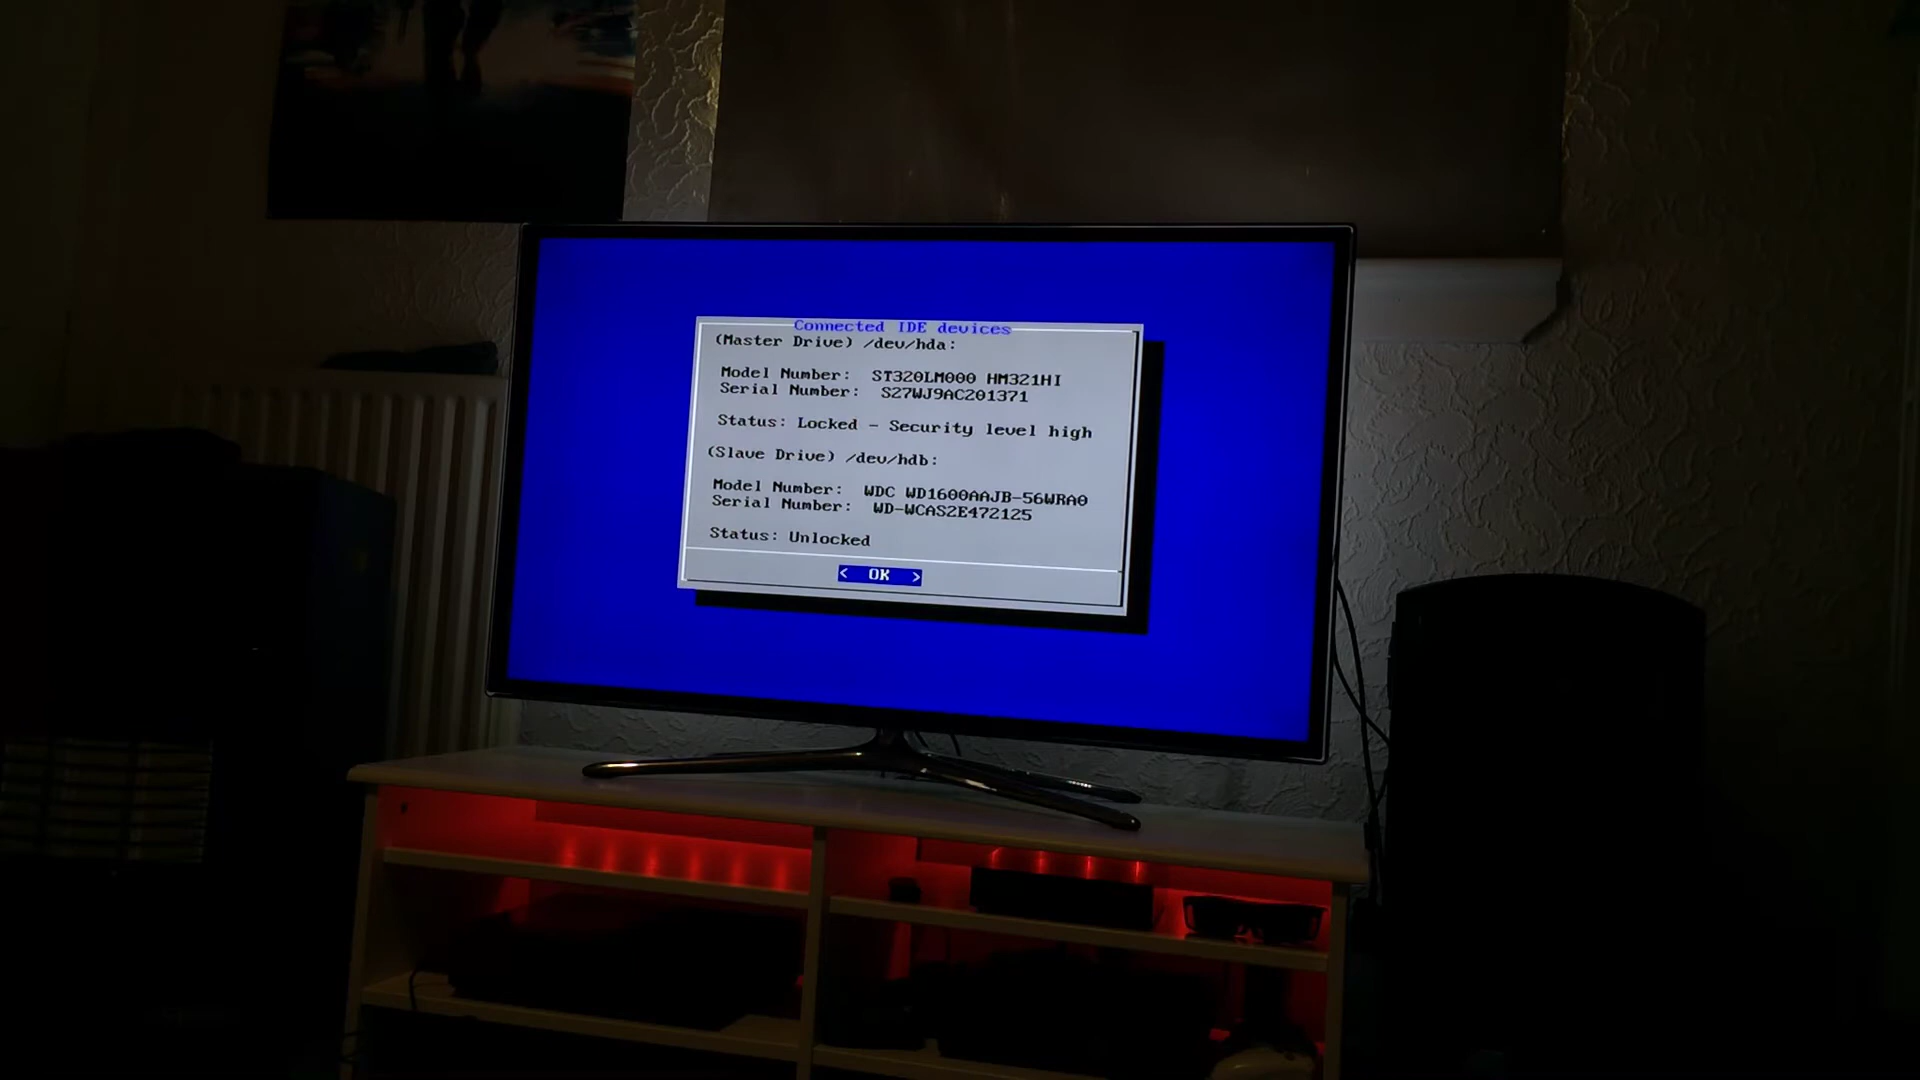 Connected IDE devices
(Master Drive) /dev/hda:
Model Number: ST320LM000 HM321HI
Serial Number: S27WJ9AC201371
Status: Locked - Security level high
(Slave Drive) /dev/hdb:
Model Number: WDC WD1600AAJB-56WRA0
Serial Number: WD-WCAS2E472125
Status: Unlocked
< OK >